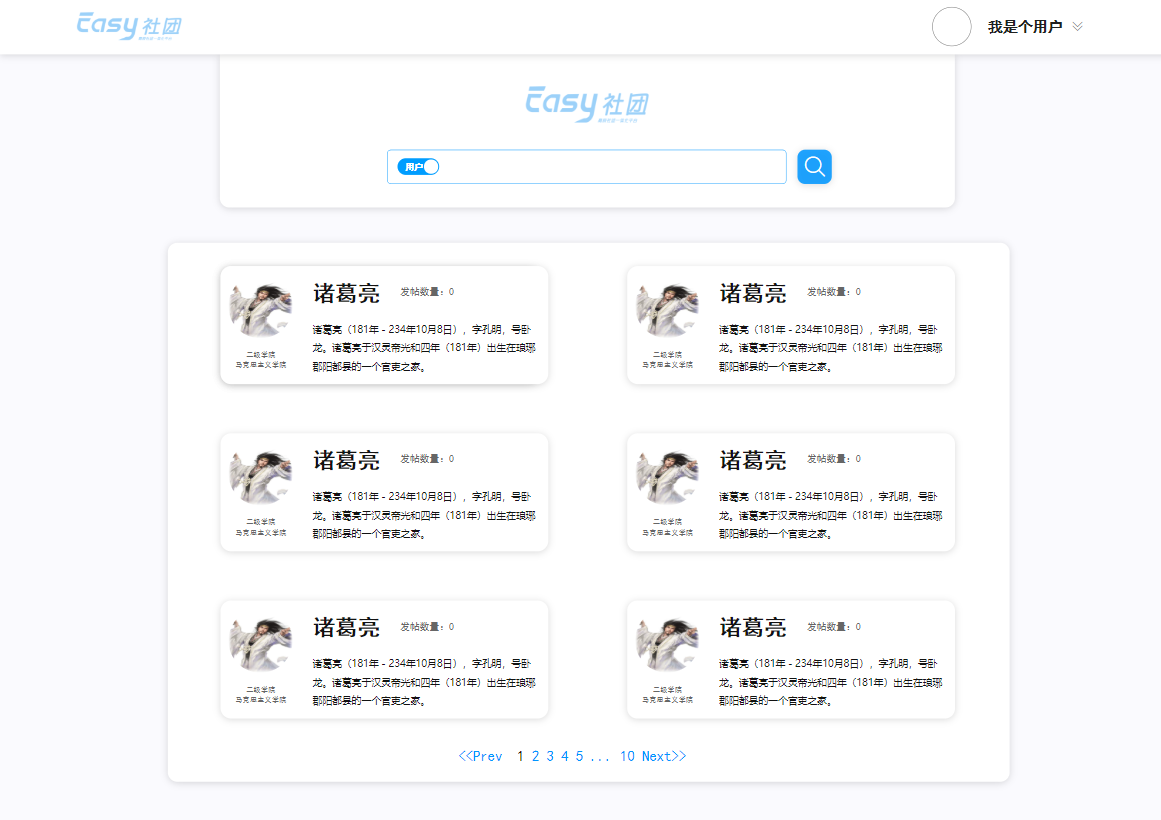 Easy 社团
我是个用户
Easy 社团
用户
诸葛亮 发帖数量：0
诸葛亮（181年 - 234年10月8日），字孔明，号卧
龙。诸葛亮于汉灵帝光和四年（181年）出生在琅琊
郡阳都县的一个官吏之家。
二级学院
马克思主义学院
诸葛亮 发帖数量：0
诸葛亮（181年 - 234年10月8日），字孔明，号卧
龙。诸葛亮于汉灵帝光和四年（181年）出生在琅琊
郡阳都县的一个官吏之家。
二级学院
马克思主义学院
诸葛亮 发帖数量：0
诸葛亮（181年 - 234年10月8日），字孔明，号卧
龙。诸葛亮于汉灵帝光和四年（181年）出生在琅琊
郡阳都县的一个官吏之家。
二级学院
马克思主义学院
诸葛亮 发帖数量：0
诸葛亮（181年 - 234年10月8日），字孔明，号卧
龙。诸葛亮于汉灵帝光和四年（181年）出生在琅琊
郡阳都县的一个官吏之家。
二级学院
马克思主义学院
诸葛亮 发帖数量：0
诸葛亮（181年 - 234年10月8日），字孔明，号卧
龙。诸葛亮于汉灵帝光和四年（181年）出生在琅琊
郡阳都县的一个官吏之家。
二级学院
马克思主义学院
诸葛亮 发帖数量：0
诸葛亮（181年 - 234年10月8日），字孔明，号卧
龙。诸葛亮于汉灵帝光和四年（181年）出生在琅琊
郡阳都县的一个官吏之家。
二级学院
马克思主义学院
<<Prev 1 2 3 4 5 ... 10 Next>>